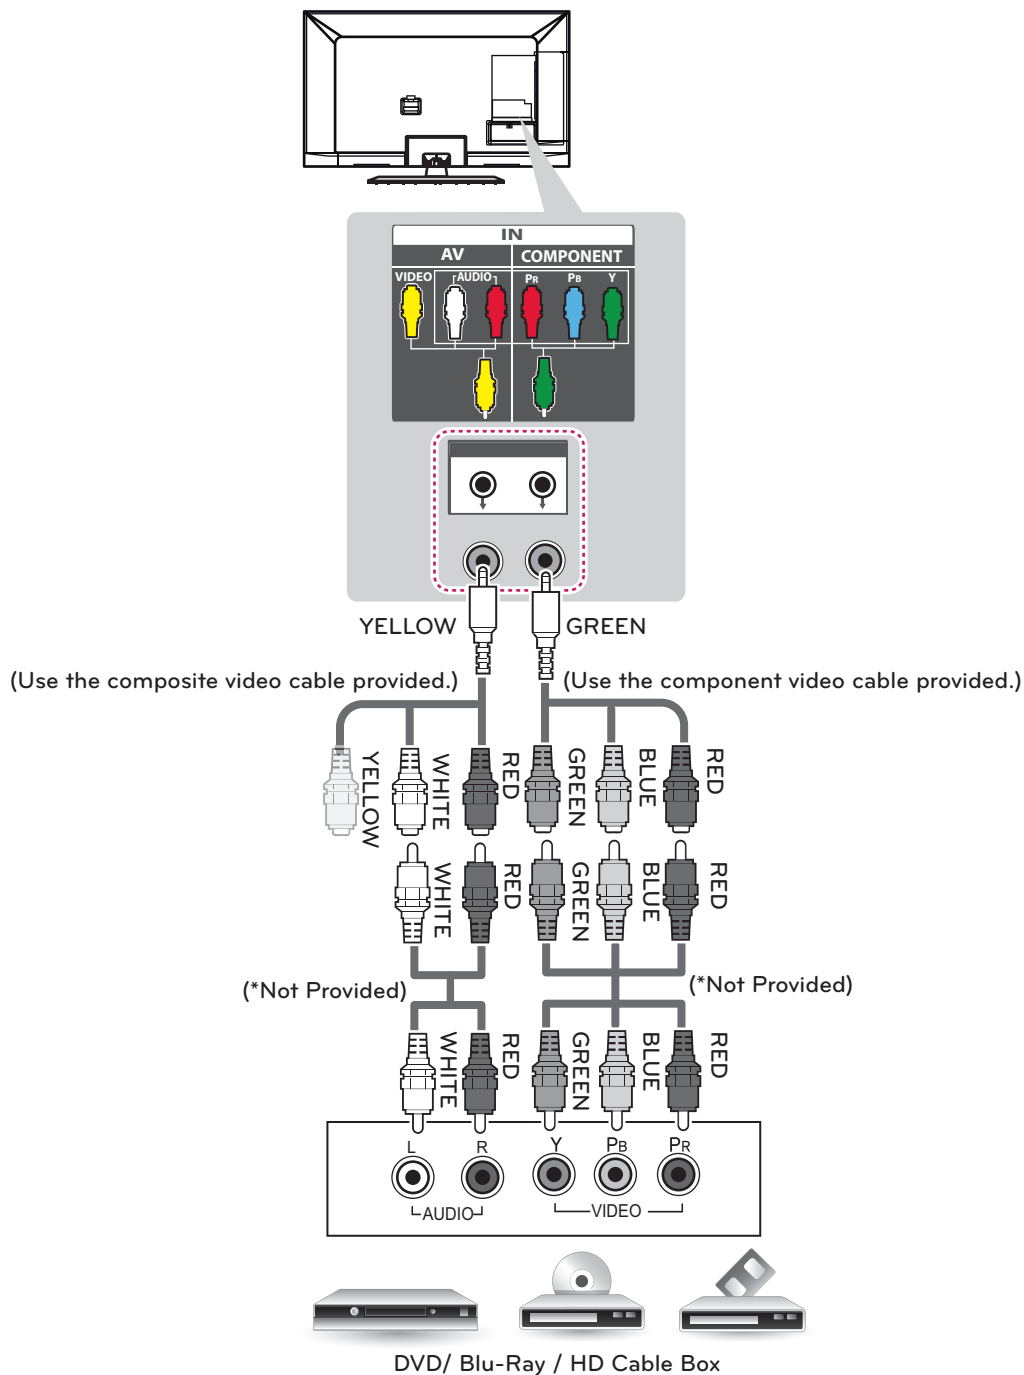 IN
AV COMPONENT
VIDEO AUDIO PR PB Y
YELLOW GREEN
(Use the composite video cable provided.) (Use the component video cable provided.)
YELLOW WHITE RED GREEN BLUE RED
WHITE RED GREEN BLUE RED
(*Not Provided) (*Not Provided)
WHITE RED GREEN BLUE RED
L R Y PB PR
AUDIO VIDEO
DVD/ Blu-Ray / HD Cable Box